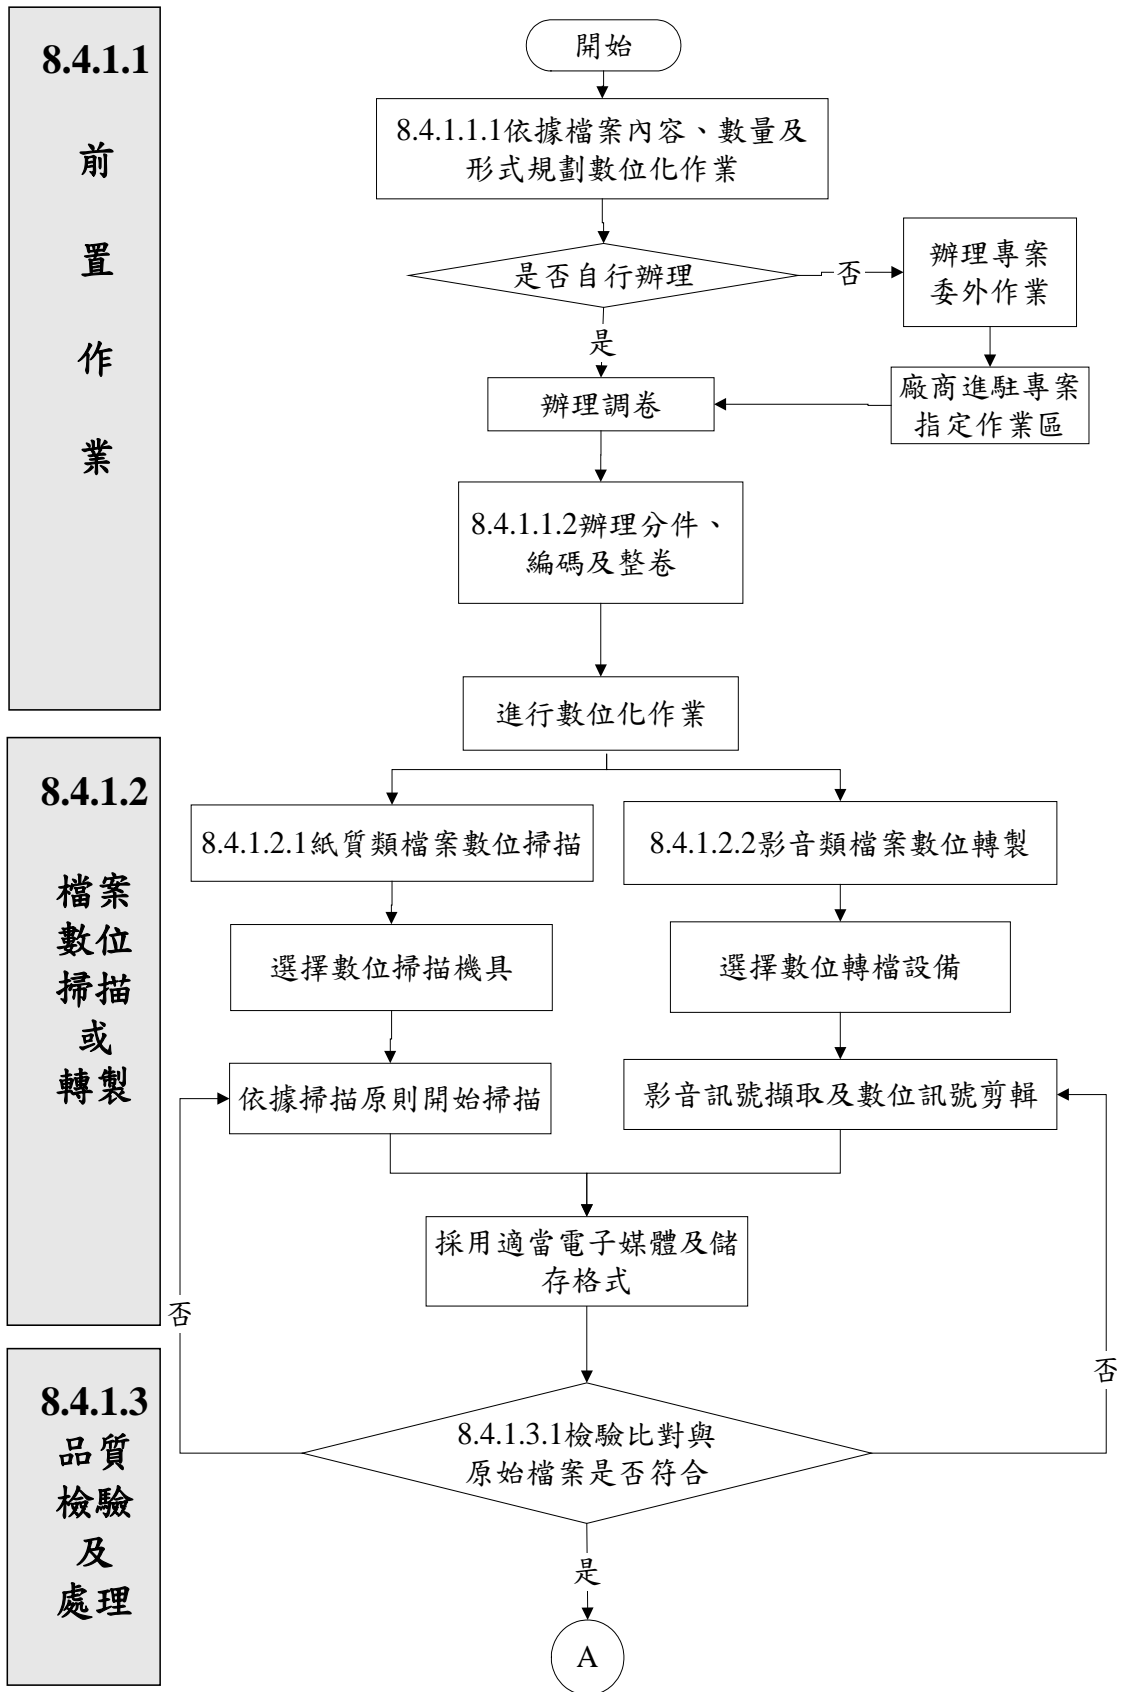 8.4.1.1
前
置
作
業
開始
8.4.1.1.1依據檔案內容、數量及
形式規劃數位化作業
是否自行辦理
否
辦理專案
委外作業
是
廠商進駐專案
指定作業區
辦理調卷
8.4.1.1.2辦理分件、
編碼及整卷
進行數位化作業
8.4.1.2
檔案
數位
掃描
或
轉製
8.4.1.2.1紙質類檔案數位掃描
8.4.1.2.2影音類檔案數位轉製
選擇數位掃描機具
選擇數位轉檔設備
依據掃描原則開始掃描
影音訊號擷取及數位訊號剪輯
採用適當電子媒體及儲
存格式
否
否
8.4.1.3
品質
檢驗
及
處理
8.4.1.3.1檢驗比對與
原始檔案是否符合
是
A